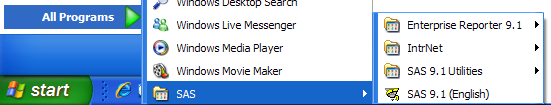 Windows Desktop Search
All Programs
Windows Live Messenger
Windows Media Player
Windows Movie Maker
start
SAS
Enterprise Reporter 9.1
IntrNet
SAS 9.1 Utilities
SAS 9.1 (English)